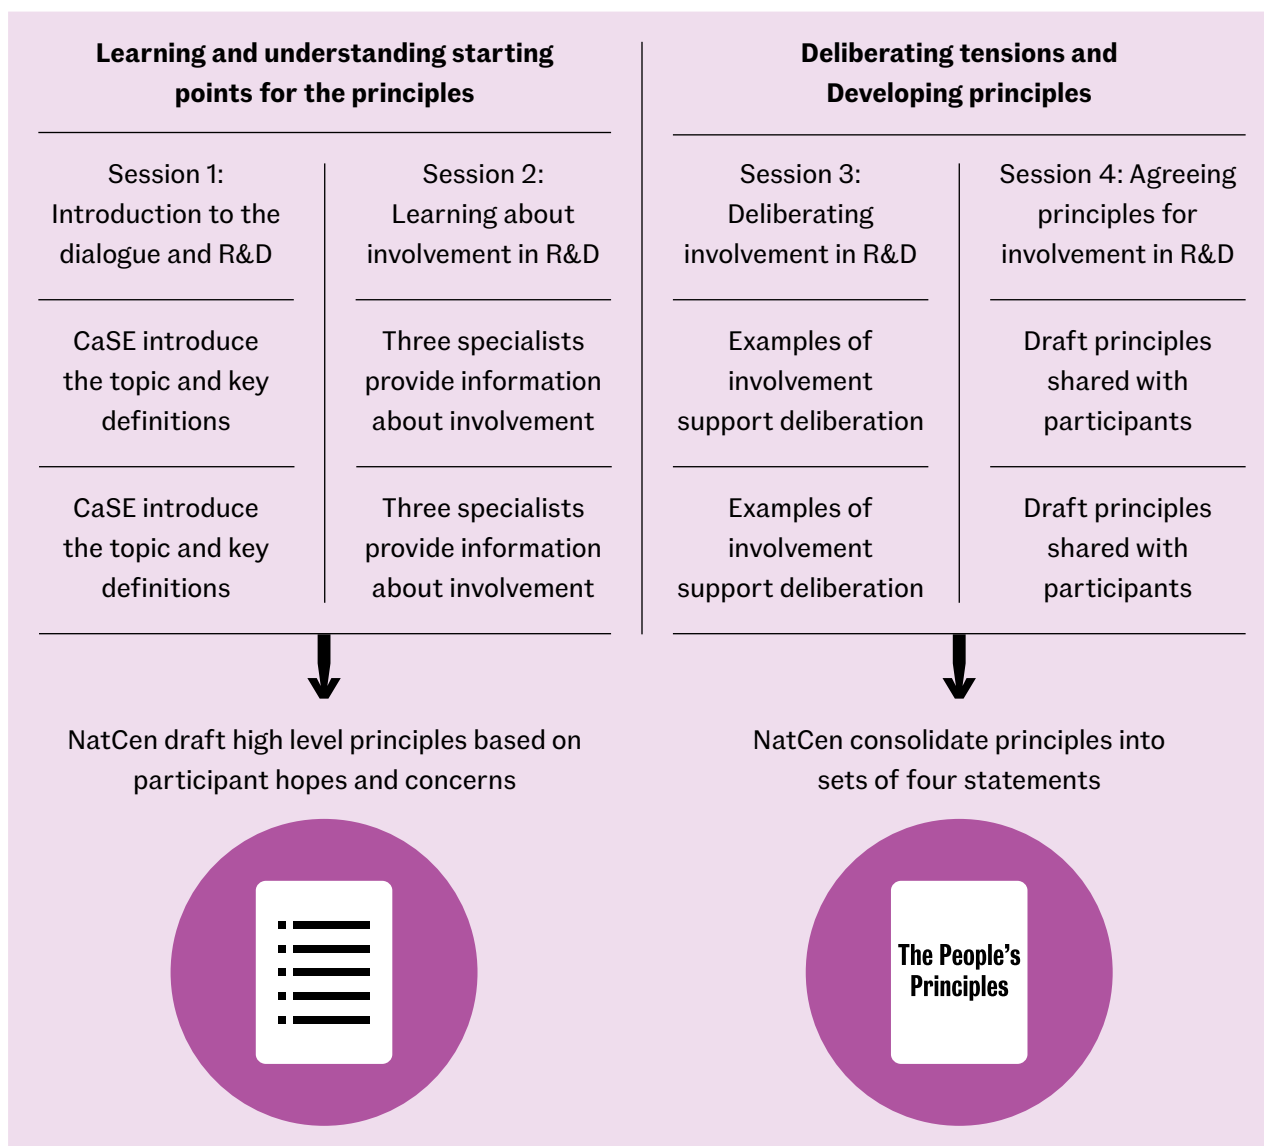 Learning and understanding starting
points for the principles
Session 1:
Introduction to the
dialogue and R&D
CaSE introduce
the topic and key
definitions
CaSE introduce
the topic and key
definitions
Session 2:
Learning about
involvement in R&D
Three specialists
provide information
about involvement
Three specialists
provide information
about involvement
NatCen draft high level principles based on
participant hopes and concerns
Deliberating tensions and
Developing principles
Session 3:
Deliberating
involvement in R&D
Examples of
involvement
support deliberation
Examples of
involvement
support deliberation
Session 4: Agreeing
principles for
involvement in R&D
Draft principles
shared with
participants
Draft principles
shared with
participants
NatCen consolidate principles into
sets of four statements
The People’s
Principles